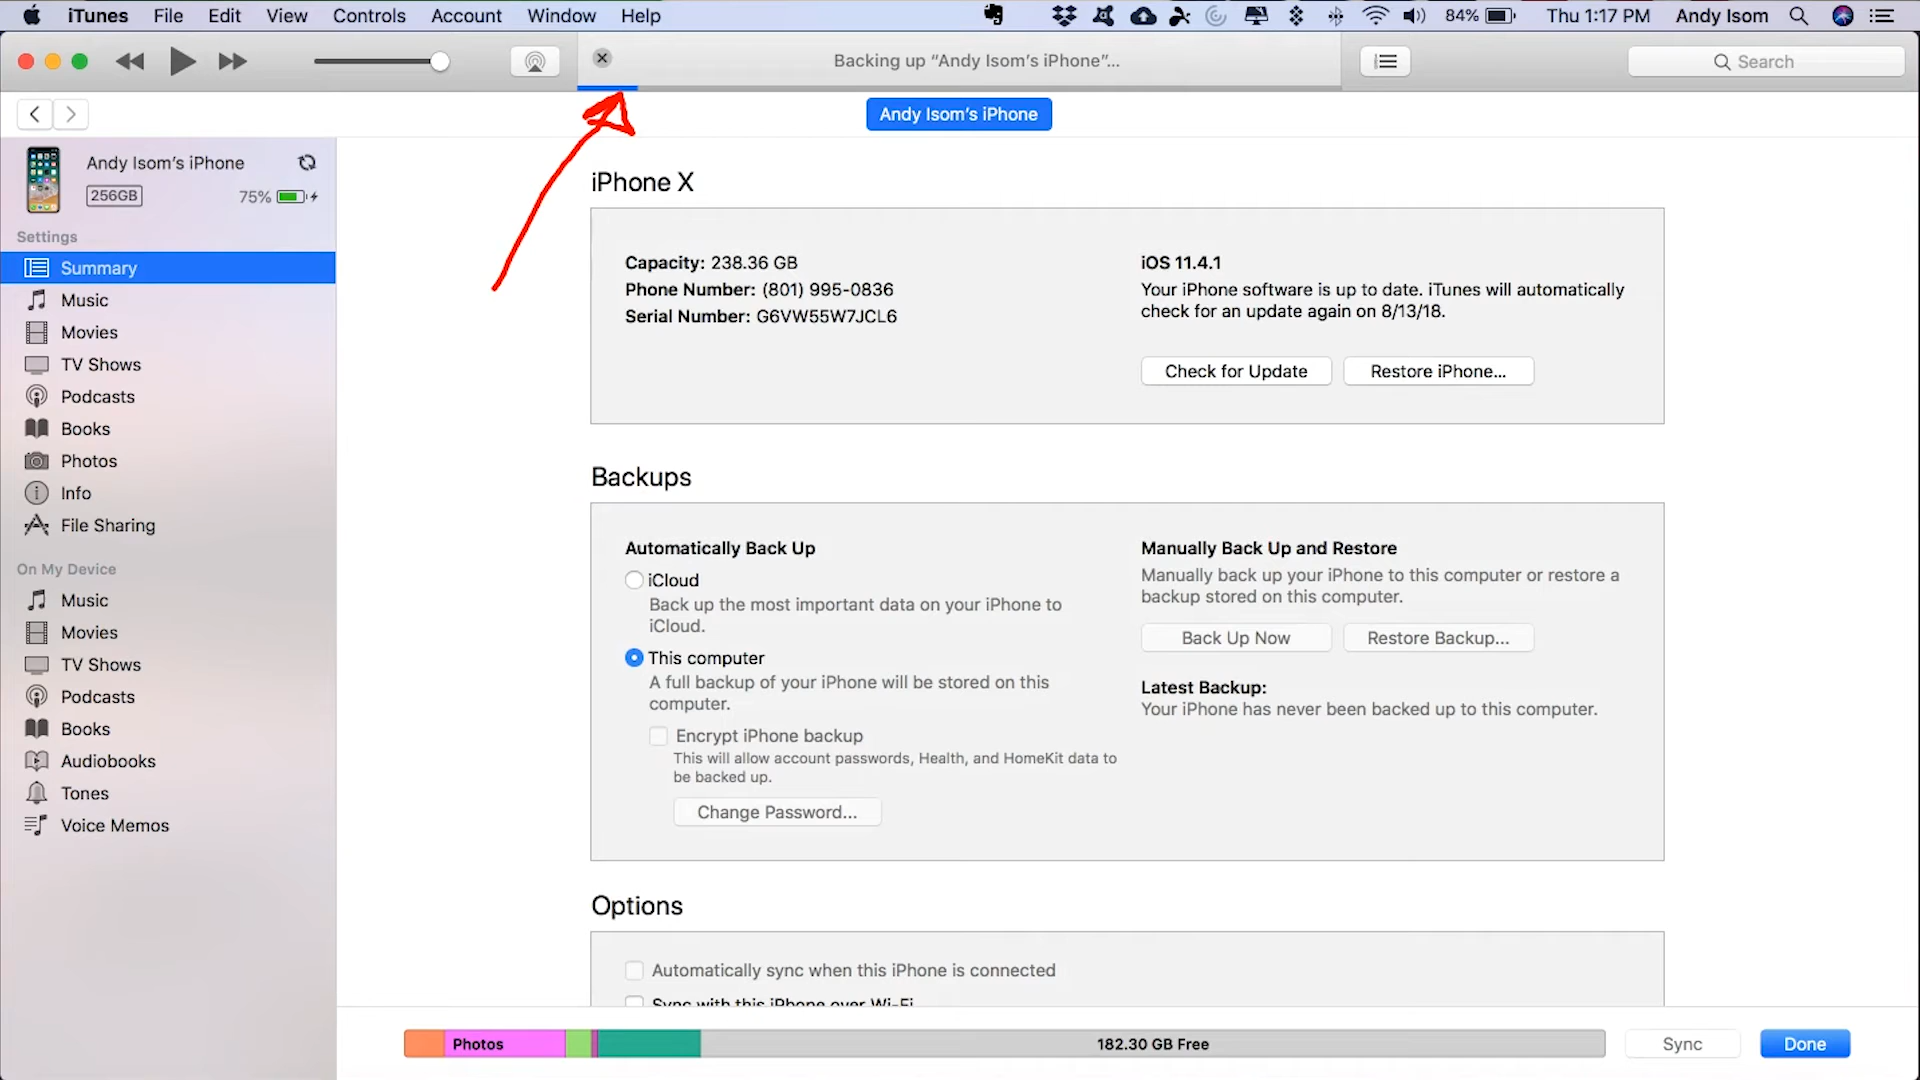 iTunes File Edit View Controls Account Window Help 84% Thu 1:17 PM Andy Isom
Backing up “Andy Isom’s iPhone”...
Search
Andy Isom’s iPhone
Andy Isom’s iPhone
256GB 75%
Settings
Summary
Music
Movies
TV Shows
Podcasts
Books
Photos
Info
File Sharing
On My Device
Music
Movies
TV Shows
Podcasts
Books
Audiobooks
Tones
Voice Memos
iPhone X
Capacity: 238.36 GB
Phone Number: (801) 995-0836
Serial Number: G6VW55W7JCL6
iOS 11.4.1
Your iPhone software is up to date. iTunes will automatically
check for an update again on 8/13/18.
Check for Update Restore iPhone...
Backups
Automatically Back Up
iCloud
Back up the most important data on your iPhone to
iCloud.
This computer
A full backup of your iPhone will be stored on this
computer.
Encrypt iPhone backup
This will allow account passwords, Health, and HomeKit data to
be backed up.
Change Password...
Manually Back Up and Restore
Manually back up your iPhone to this computer or restore a
backup stored on this computer.
Back Up Now Restore Backup...
Latest Backup:
Your iPhone has never been backed up to this computer.
Options
Automatically sync when this iPhone is connected
Sync with this iPhone over Wi-Fi
Photos 182.30 GB Free Sync Done